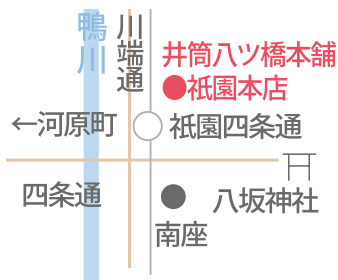 鴨川
川端通
井筒八ツ橋本舗
●祇園本店
←河原町
祇園四条通
四条通
八坂神社
南座